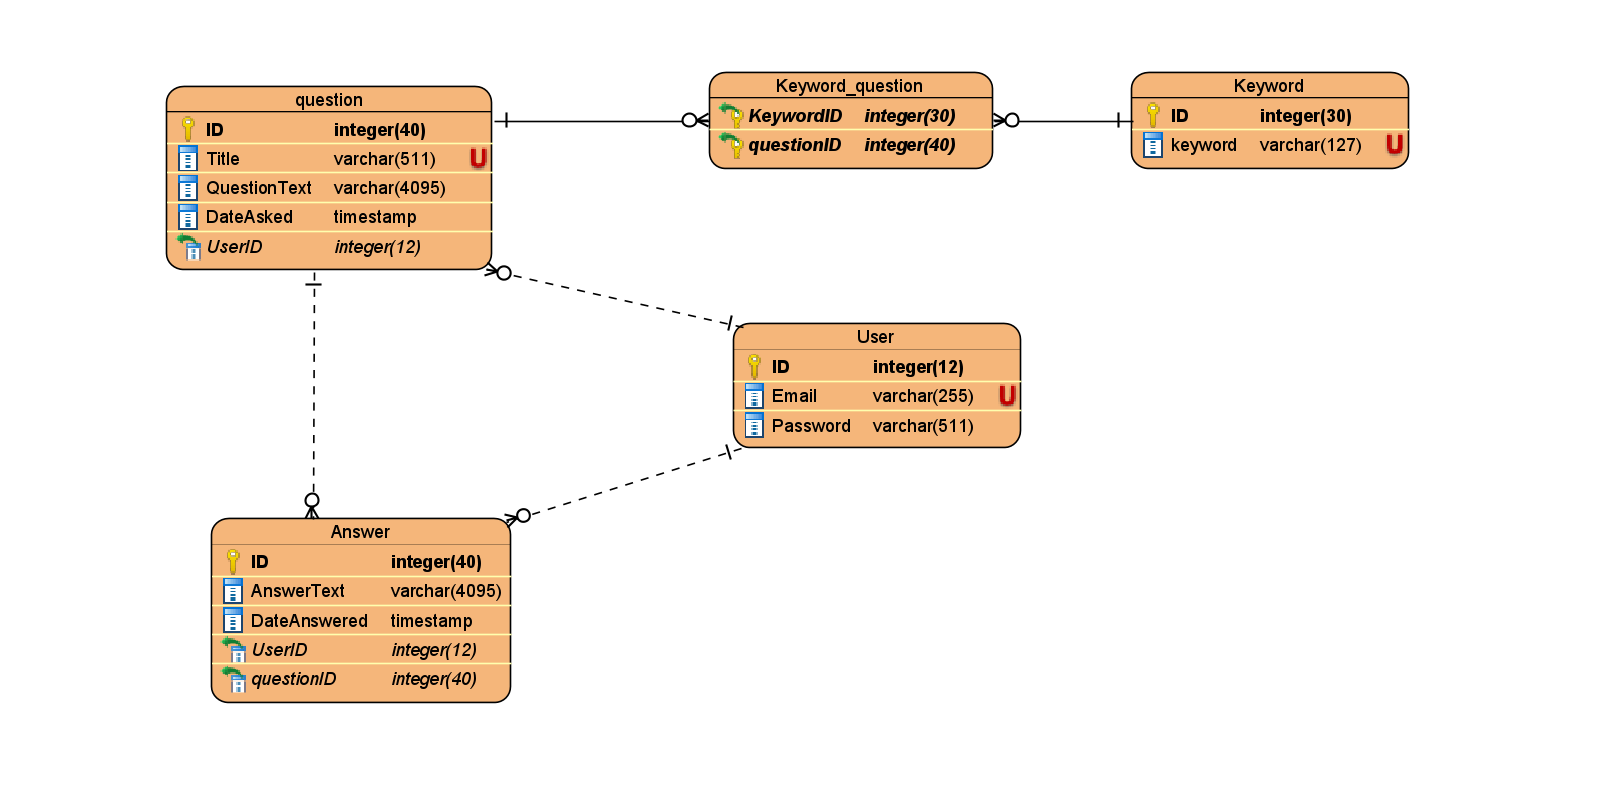 question
ID integer(40)
Title varchar(511) U
QuestionText varchar(4095)
DateAsked timestamp
UserID integer(12)
Keyword_question
KeywordID integer(30)
questionID integer(40)
Keyword
ID integer(30)
keyword varchar(127) U
User
ID integer(12)
Email varchar(255) U
Password varchar(511)
Answer
ID integer(40)
AnswerText varchar(4095)
DateAnswered timestamp
UserID integer(12)
questionID integer(40)